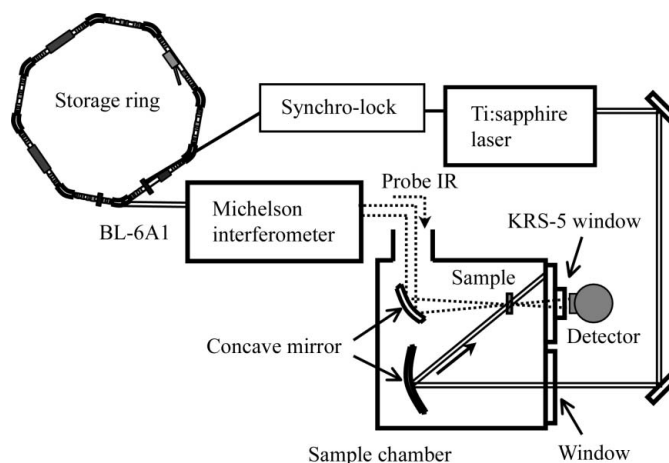 Storage ring
Synchro-lock
Ti:sapphire
laser
Probe IR
Michelson
interferometer
BL-6A1
KRS-5 window
Sample
Detector
Concave mirror
Sample chamber
Window